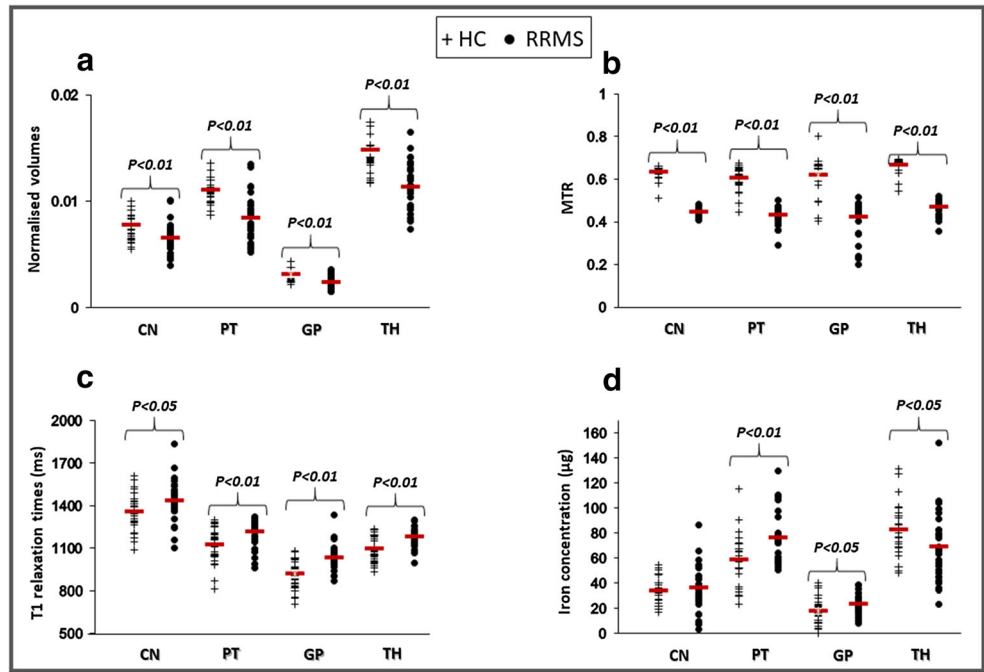 + HC ● RRMS
a
Normalised volumes
0.02
0.01
0
P<0.01
P<0.01
P<0.01
P<0.01
CN PT GP TH
b
MTR
1
0.8
0.6
0.4
0.2
0
P<0.01
P<0.01
P<0.01
P<0.01
CN PT GP TH
c
T1 relaxation times (ms)
2000
1700
1400
1100
800
500
P<0.05
P<0.01
P<0.01
P<0.01
CN PT GP TH
d
Iron concentration (µg)
160
140
120
100
80
60
40
20
0
P<0.01
P<0.05
P<0.05
CN PT GP TH